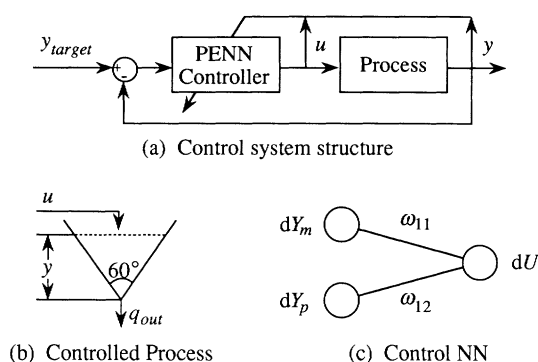 y_target
+
-
PENN
Controller
u
Process
y
(a) Control system structure
u
y
60°
q_out
(b) Controlled Process
dY_m
ω_11
dU
dY_p
ω_12
(c) Control NN